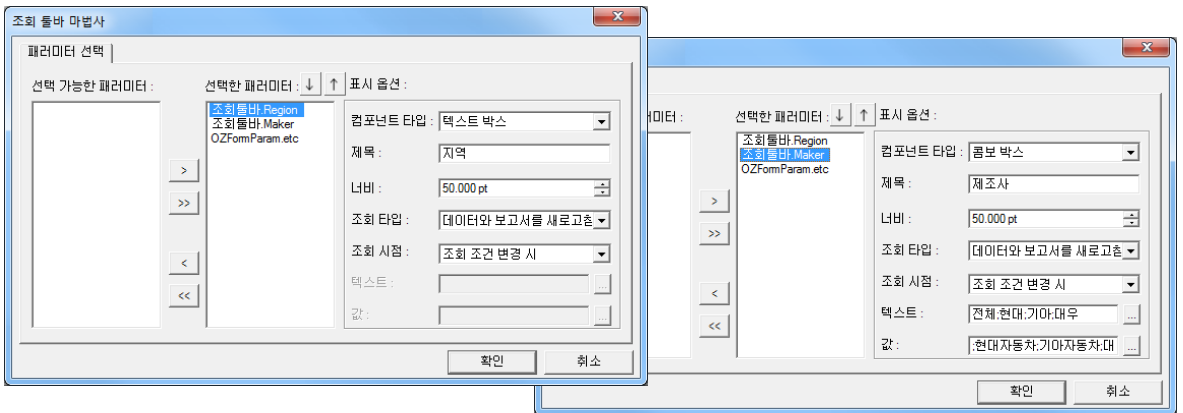 조회 툴바 마법사
패러미터 선택
선택 가능한 패러미터 :
선택한 패러미터 : ↓ ↑
표시 옵션 :
조회툴바.Region
조회툴바.Maker
OZFormParam.etc
>
>>
<
<<
컴포넌트 타입 : 텍스트 박스
제목 : 지역
너비 : 50.000 pt
조회 타입 : 데이터와 보고서를 새로고침
조회 시점 : 조회 조건 변경 시
텍스트 : ...
값 : ...
확인 취소
미터 :
선택한 패러미터 : ↓ ↑
표시 옵션 :
조회툴바.Region
조회툴바.Maker
OZFormParam.etc
>
>>
<
<<
컴포넌트 타입 : 콤보 박스
제목 : 제조사
너비 : 50.000 pt
조회 타입 : 데이터와 보고서를 새로고침
조회 시점 : 조회 조건 변경 시
텍스트 : 전체;현대;기아;대우 ...
값 : ;현대자동차;기아자동차;대 ...
확인 취소